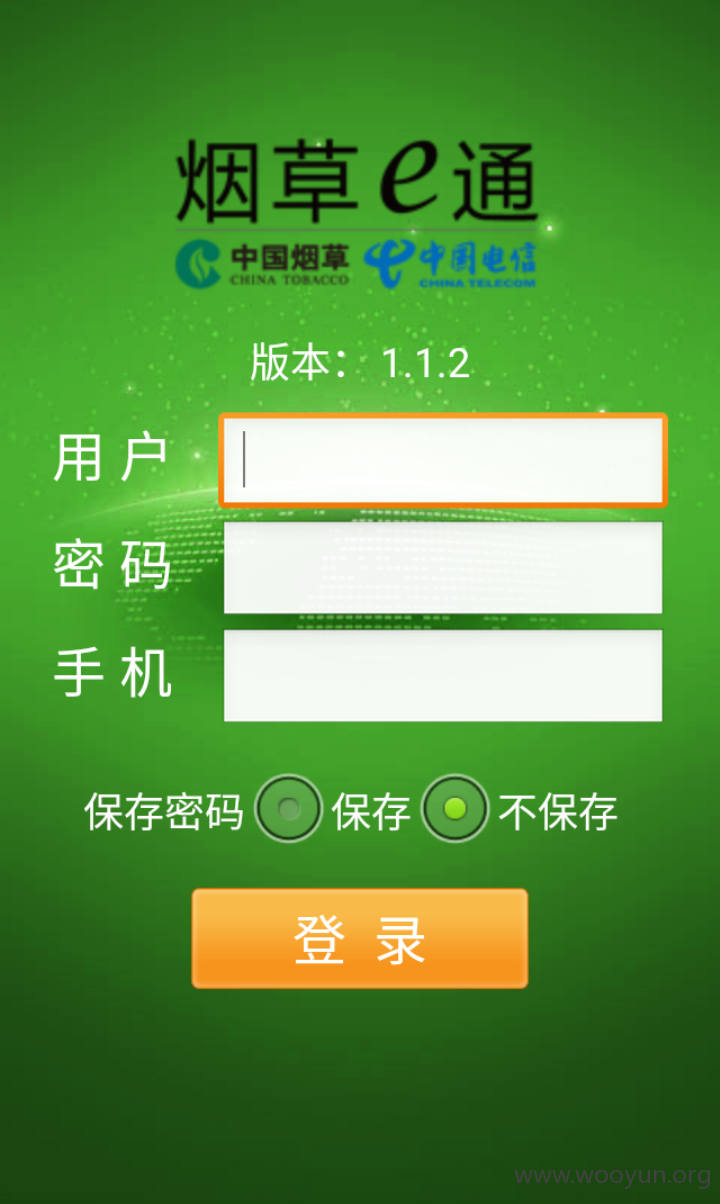 烟草e通
中国烟草 中国电信
CHINA TOBACCO CHINA TELECOM
版本： 1.1.2
用 户
密 码
手 机
保存密码 保存 不保存
登 录
www.wooyun.org